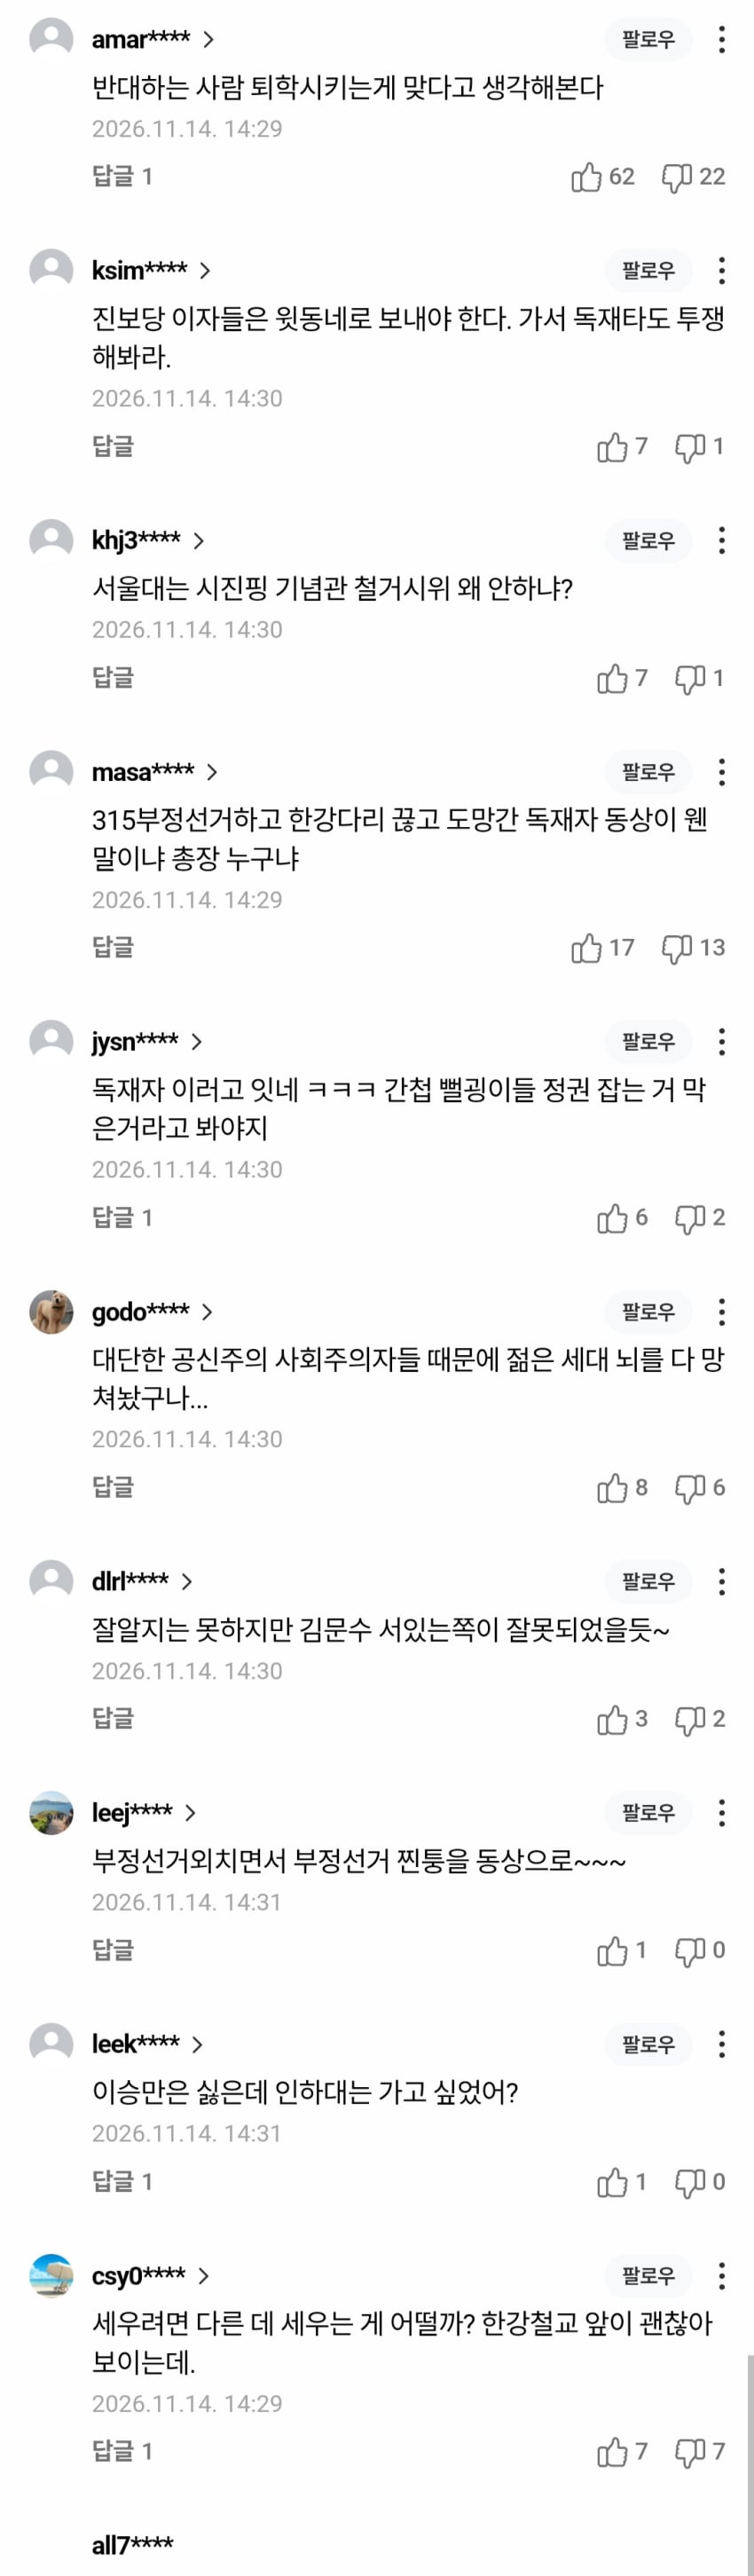 amar**** >
팔로우
반대하는 사람 퇴학시키는게 맞다고 생각해본다
2026.11.14. 14:29
답글 1
62 22
ksim**** >
팔로우
진보당 이자들은 윗동네로 보내야 한다. 가서 독재타도 투쟁
해봐라.
2026.11.14. 14:30
답글
7 1
khj3**** >
팔로우
서울대는 시진핑 기념관 철거시위 왜 안하냐?
2026.11.14. 14:30
답글
7 1
masa**** >
팔로우
315부정선거하고 한강다리 끊고 도망간 독재자 동상이 웬
말이냐 총장 누구냐
2026.11.14. 14:29
답글
17 13
jysn**** >
팔로우
독재자 이러고 잇네 ㅋㅋㅋ 간첩 뻘굉이들 정권 잡는 거 막
은거라고 봐야지
2026.11.14. 14:30
답글 1
6 2
godo**** >
팔로우
대단한 공신주의 사회주의자들 때문에 젊은 세대 뇌를 다 망
쳐놨구나...
2026.11.14. 14:30
답글
8 6
dlrl**** >
팔로우
잘알지는 못하지만 김문수 서있는쪽이 잘못되었을듯~
2026.11.14. 14:30
답글
3 2
leej**** >
팔로우
부정선거외치면서 부정선거 찐퉁을 동상으로~~~
2026.11.14. 14:31
답글
1 0
leek**** >
팔로우
이승만은 싫은데 인하대는 가고 싶었어?
2026.11.14. 14:31
답글 1
1 0
csy0**** >
팔로우
세우려면 다른 데 세우는 게 어떨까? 한강철교 앞이 괜찮아
보이는데.
2026.11.14. 14:29
답글 1
7 7
all7****